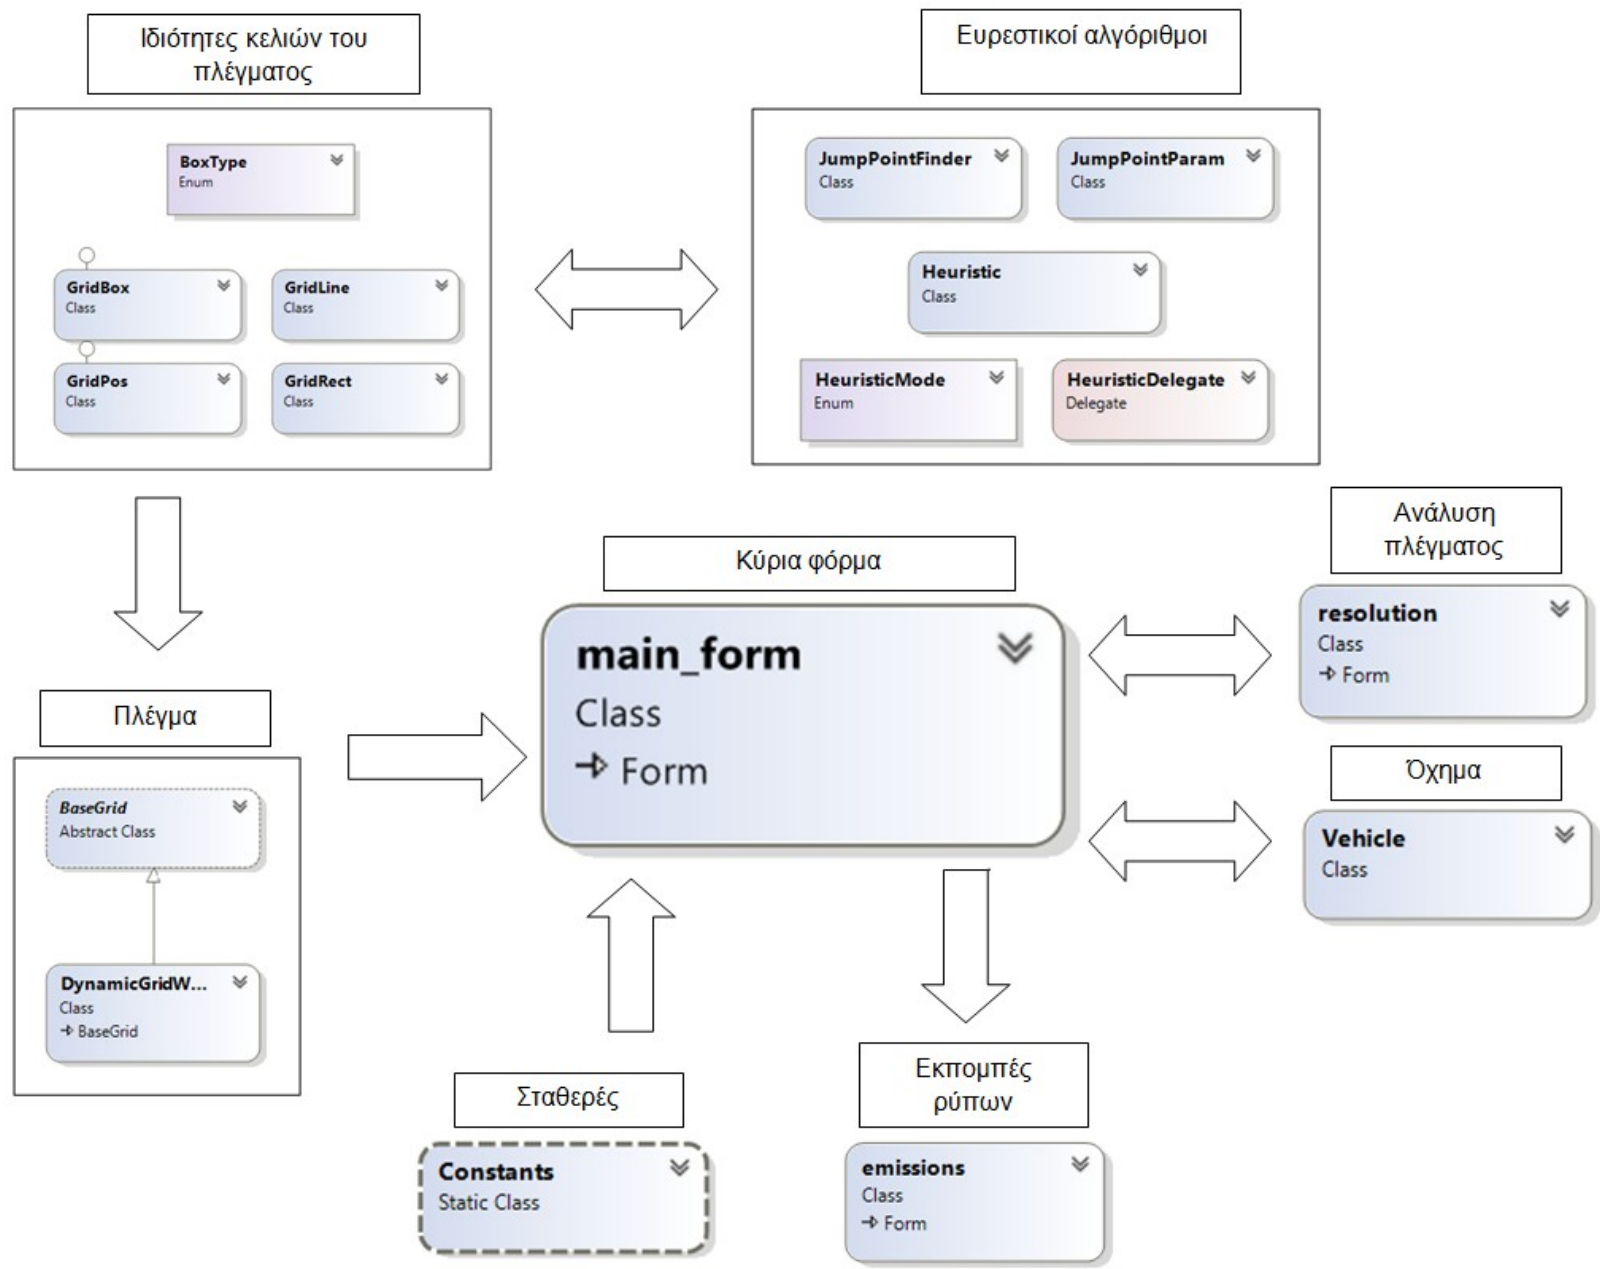 Ιδιότητες κελιών του
πλέγματος
BoxType
Enum
GridBox
Class
GridLine
Class
GridPos
Class
GridRect
Class
Ευρεστικοί αλγόριθμοι
JumpPointFinder
Class
JumpPointParam
Class
Heuristic
Class
HeuristicMode
Enum
HeuristicDelegate
Delegate
Πλέγμα
BaseGrid
Abstract Class
DynamicGridW...
Class
BaseGrid
Κύρια φόρμα
main_form
Class
Form
Ανάλυση
πλέγματος
resolution
Class
Form
Όχημα
Vehicle
Class
Σταθερές
Constants
Static Class
Εκπομπές
ρύπων
emissions
Class
Form